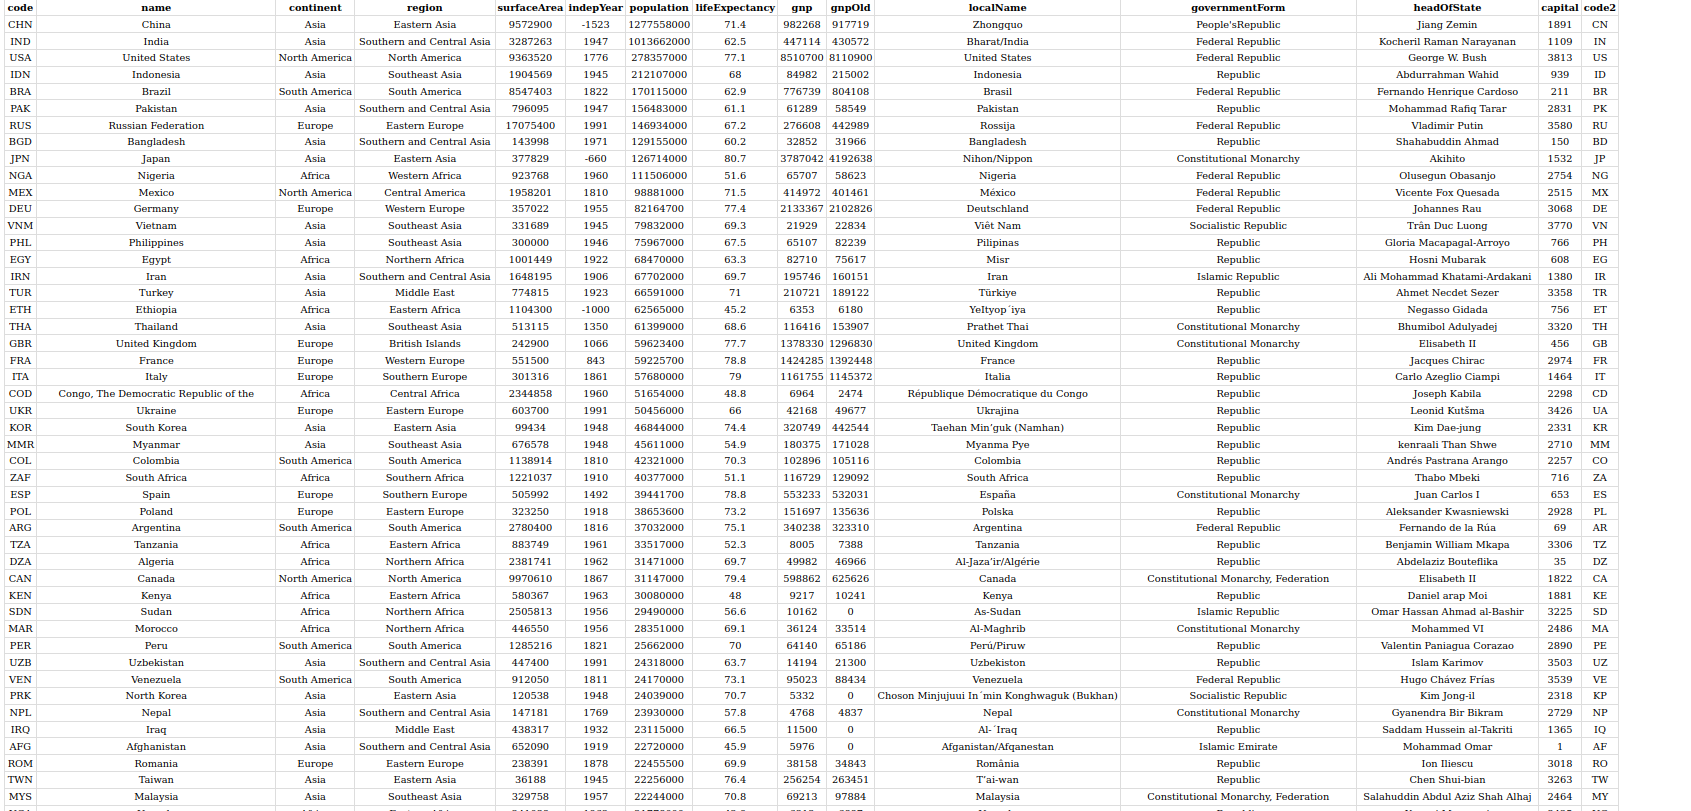 code name continent region surfaceArea indepYear population lifeExpectancy gnp gnpOld localName governmentForm headOfState capital code2
CHN China Asia Eastern Asia 9572900 -1523 1277558000 71.4 982268 917719 Zhongquo People'sRepublic Jiang Zemin 1891 CN
IND India Asia Southern and Central Asia 3287263 1947 1013662000 62.5 447114 430572 Bharat/India Federal Republic Kocheril Raman Narayanan 1109 IN
USA United States North America North America 9363520 1776 278357000 77.1 8510700 8110900 United States Federal Republic George W. Bush 3813 US
IDN Indonesia Asia Southeast Asia 1904569 1945 212107000 68 84982 215002 Indonesia Republic Abdurrahman Wahid 939 ID
BRA Brazil South America South America 8547403 1822 170115000 62.9 776739 804108 Brasil Federal Republic Fernando Henrique Cardoso 211 BR
PAK Pakistan Asia Southern and Central Asia 796095 1947 156483000 61.1 61289 58549 Pakistan Republic Mohammad Rafiq Tarar 2831 PK
RUS Russian Federation Europe Eastern Europe 17075400 1991 146934000 67.2 276608 442989 Rossija Federal Republic Vladimir Putin 3580 RU
BGD Bangladesh Asia Southern and Central Asia 143998 1971 129155000 60.2 32852 31966 Bangladesh Republic Shahabuddin Ahmad 150 BD
JPN Japan Asia Eastern Asia 377829 -660 126714000 80.7 3787042 4192638 Nihon/Nippon Constitutional Monarchy Akihito 1532 JP
NGA Nigeria Africa Western Africa 923768 1960 111506000 51.6 65707 58623 Nigeria Federal Republic Olusegun Obasanjo 2754 NG
MEX Mexico North America Central America 1958201 1810 98881000 71.5 414972 401461 México Federal Republic Vicente Fox Quesada 2515 MX
DEU Germany Europe Western Europe 357022 1955 82164700 77.4 2133367 2102826 Deutschland Federal Republic Johannes Rau 3068 DE
VNM Vietnam Asia Southeast Asia 331689 1945 79832000 69.3 21929 22834 Viêt Nam Socialistic Republic Trân Duc Luong 3770 VN
PHL Philippines Asia Southeast Asia 300000 1946 75967000 67.5 65107 82239 Pilipinas Republic Gloria Macapagal-Arroyo 766 PH
EGY Egypt Africa Northern Africa 1001449 1922 68470000 63.3 82710 75617 Misr Republic Hosni Mubarak 608 EG
IRN Iran Asia Southern and Central Asia 1648195 1906 67702000 69.7 195746 160151 Iran Islamic Republic Ali Mohammad Khatami-Ardakani 1380 IR
TUR Turkey Asia Middle East 774815 1923 66591000 71 210721 189122 Türkiye Republic Ahmet Necdet Sezer 3358 TR
ETH Ethiopia Africa Eastern Africa 1104300 -1000 62565000 45.2 6353 6180 YeItyop´iya Republic Negasso Gidada 756 ET
THA Thailand Asia Southeast Asia 513115 1350 61399000 68.6 116416 153907 Prathet Thai Constitutional Monarchy Bhumibol Adulyadej 3320 TH
GBR United Kingdom Europe British Islands 242900 1066 59623400 77.7 1378330 1296830 United Kingdom Constitutional Monarchy Elisabeth II 456 GB
FRA France Europe Western Europe 551500 843 59225700 78.8 1424285 1392448 France Republic Jacques Chirac 2974 FR
ITA Italy Europe Southern Europe 301316 1861 57680000 79 1161755 1145372 Italia Republic Carlo Azeglio Ciampi 1464 IT
COD Congo, The Democratic Republic of the Africa Central Africa 2344858 1960 51654000 48.8 6964 2474 République Démocratique du Congo Republic Joseph Kabila 2298 CD
UKR Ukraine Europe Eastern Europe 603700 1991 50456000 66 42168 49677 Ukrajina Republic Leonid Kutšma 3426 UA
KOR South Korea Asia Eastern Asia 99434 1948 46844000 74.4 320749 442544 Taehan Min’guk (Namhan) Republic Kim Dae-jung 2331 KR
MMR Myanmar Asia Southeast Asia 676578 1948 45611000 54.9 180375 171028 Myanma Pye Republic kenraali Than Shwe 2710 MM
COL Colombia South America South America 1138914 1810 42321000 70.3 102896 105116 Colombia Republic Andrés Pastrana Arango 2257 CO
ZAF South Africa Africa Southern Africa 1221037 1910 40377000 51.1 116729 129092 South Africa Republic Thabo Mbeki 716 ZA
ESP Spain Europe Southern Europe 505992 1492 39441700 78.8 553233 532031 España Constitutional Monarchy Juan Carlos I 653 ES
POL Poland Europe Eastern Europe 323250 1918 38653600 73.2 151697 135636 Polska Republic Aleksander Kwasniewski 2928 PL
ARG Argentina South America South America 2780400 1816 37032000 75.1 340238 323310 Argentina Federal Republic Fernando de la Rúa 69 AR
TZA Tanzania Africa Eastern Africa 883749 1961 33517000 52.3 8005 7388 Tanzania Republic Benjamin William Mkapa 3306 TZ
DZA Algeria Africa Northern Africa 2381741 1962 31471000 69.7 49982 46966 Al-Jaza’ir/Algérie Republic Abdelaziz Bouteflika 35 DZ
CAN Canada North America North America 9970610 1867 31147000 79.4 598862 625626 Canada Constitutional Monarchy, Federation Elisabeth II 1822 CA
KEN Kenya Africa Eastern Africa 580367 1963 30080000 48 9217 10241 Kenya Republic Daniel arap Moi 1881 KE
SDN Sudan Africa Northern Africa 2505813 1956 29490000 56.6 10162 0 As-Sudan Islamic Republic Omar Hassan Ahmad al-Bashir 3225 SD
MAR Morocco Africa Northern Africa 446550 1956 28351000 69.1 36124 33514 Al-Maghrib Constitutional Monarchy Mohammed VI 2486 MA
PER Peru South America South America 1285216 1821 25662000 70 64140 65186 Perú/Piruw Republic Valentin Paniagua Corazao 2890 PE
UZB Uzbekistan Asia Southern and Central Asia 447400 1991 24318000 63.7 14194 21300 Uzbekiston Republic Islam Karimov 3503 UZ
VEN Venezuela South America South America 912050 1811 24170000 73.1 95023 88434 Venezuela Federal Republic Hugo Chávez Frías 3539 VE
PRK North Korea Asia Eastern Asia 120538 1948 24039000 70.7 5332 0 Choson Minjujuui In´min Konghwaguk (Bukhan) Socialistic Republic Kim Jong-il 2318 KP
NPL Nepal Asia Southern and Central Asia 147181 1769 23930000 57.8 4768 4837 Nepal Constitutional Monarchy Gyanendra Bir Bikram 2729 NP
IRQ Iraq Asia Middle East 438317 1932 23115000 66.5 11500 0 Al-´Iraq Republic Saddam Hussein al-Takriti 1365 IQ
AFG Afghanistan Asia Southern and Central Asia 652090 1919 22720000 45.9 5976 0 Afganistan/Afqanestan Islamic Emirate Mohammad Omar 1 AF
ROM Romania Europe Eastern Europe 238391 1878 22455500 69.9 38158 34843 România Republic Ion Iliescu 3018 RO
TWN Taiwan Asia Eastern Asia 36188 1945 22256000 76.4 256254 263451 T’ai-wan Republic Chen Shui-bian 3263 TW
MYS Malaysia Asia Southeast Asia 329758 1957 22244000 70.8 69213 97884 Malaysia Constitutional Monarchy, Federation Salahuddin Abdul Aziz Shah Alhaj 2464 MY